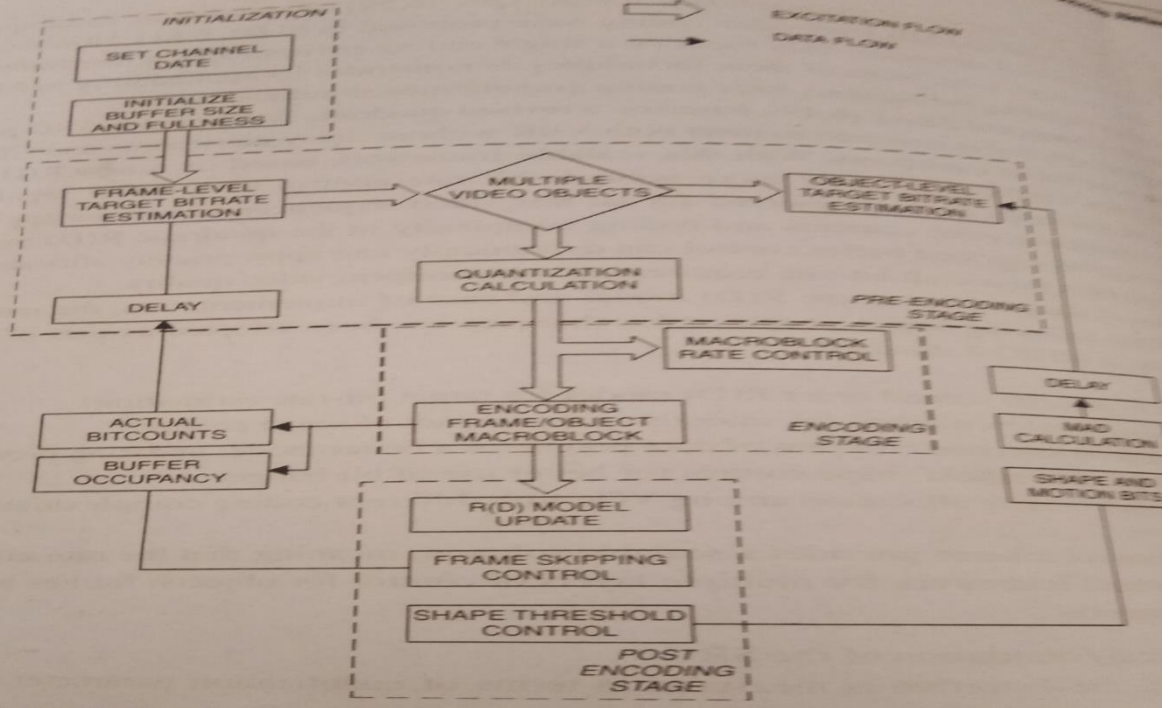 INITIALIZATION
SET CHANNEL
DATE
INITIALIZE
BUFFER SIZE
AND FULLNESS
EXCITATION FLOW
DATA FLOW
FRAME-LEVEL
TARGET BITRATE
ESTIMATION
MULTIPLE
VIDEO OBJECTS
OBJECT-LEVEL
TARGET BITRATE
ESTIMATION
QUANTIZATION
CALCULATION
DELAY
PRE-ENCODING
STAGE
MACROBLOCK
RATE CONTROL
ENCODING
FRAME/OBJECT
MACROBLOCK
ENCODING
STAGE
ACTUAL
BITCOUNTS
BUFFER
OCCUPANCY
DELAY
MAD
CALCULATION
SHAPE AND
MOTION BITS
R(D) MODEL
UPDATE
FRAME SKIPPING
CONTROL
SHAPE THRESHOLD
CONTROL
POST
ENCODING
STAGE